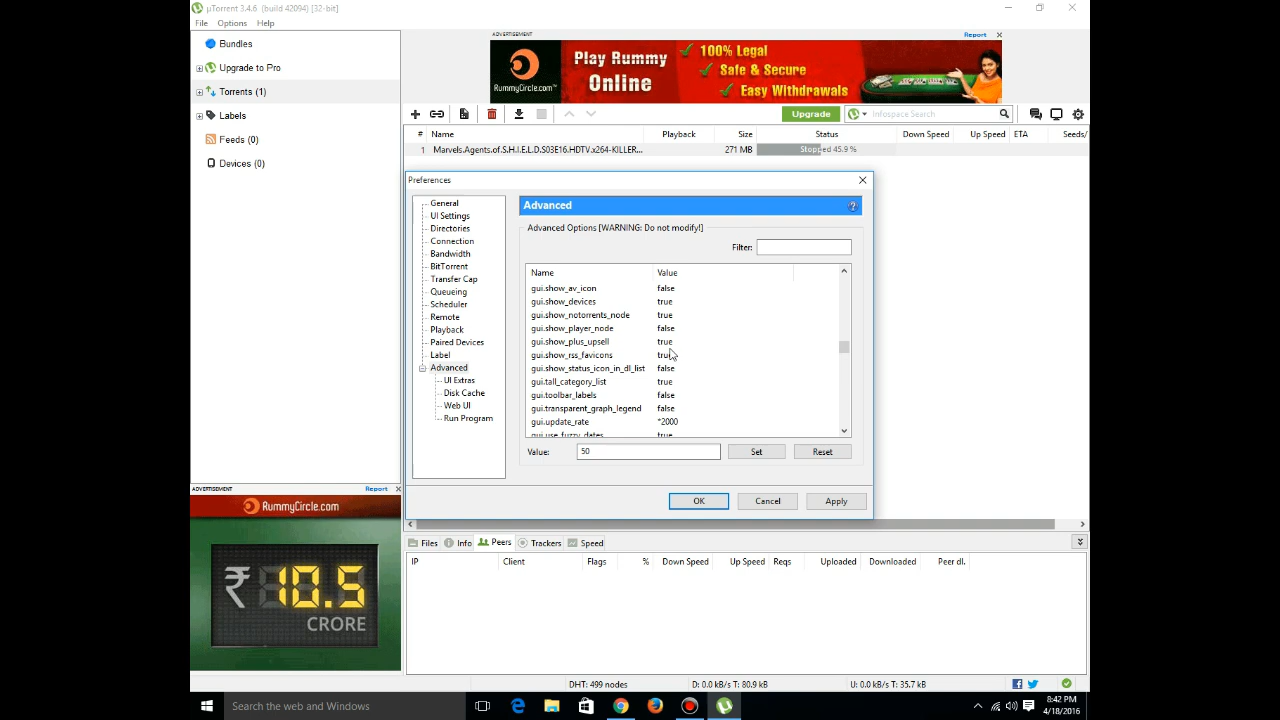 µTorrent 3.4.6 (build 42094) [32-bit]
File Options Help
Bundles
Upgrade to Pro
Torrents (1)
Labels
Feeds (0)
Devices (0)
ADVERTISEMENT Report
RummyCircle.com™
Play Rummy
Online
100% Legal
Safe & Secure
Easy Withdrawals
Upgrade
Infospace Search
# Name Playback Size Status Down Speed Up Speed ETA Seeds/
1 Marvels.Agents.of.S.H.I.E.L.D.S03E16.HDTV.x264-KILLER... 271 MB Stopped 45.9 %
Preferences
General
UI Settings
Directories
Connection
Bandwidth
BitTorrent
Transfer Cap
Queueing
Scheduler
Remote
Playback
Paired Devices
Label
Advanced
UI Extras
Disk Cache
Web UI
Run Program
Advanced
Advanced Options [WARNING: Do not modify!]
Filter:
Name Value
gui.show_av_icon false
gui.show_devices true
gui.show_notorrents_node true
gui.show_player_node false
gui.show_plus_upsell true
gui.show_rss_favicons true
gui.show_status_icon_in_dl_list false
gui.tall_category_list true
gui.toolbar_labels false
gui.transparent_graph_legend false
gui.update_rate *2000
gui.use_fuzzy_dates true
Value: 50 Set Reset
OK Cancel Apply
ADVERTISEMENT Report
RummyCircle.com
₹ 10.5
CRORE
Files Info Peers Trackers Speed
IP Client Flags % Down Speed Up Speed Reqs Uploaded Downloaded Peer dl.
DHT: 499 nodes D: 0.0 kB/s T: 80.9 kB U: 0.0 kB/s T: 35.7 kB
Search the web and Windows
8:42 PM
4/18/2016